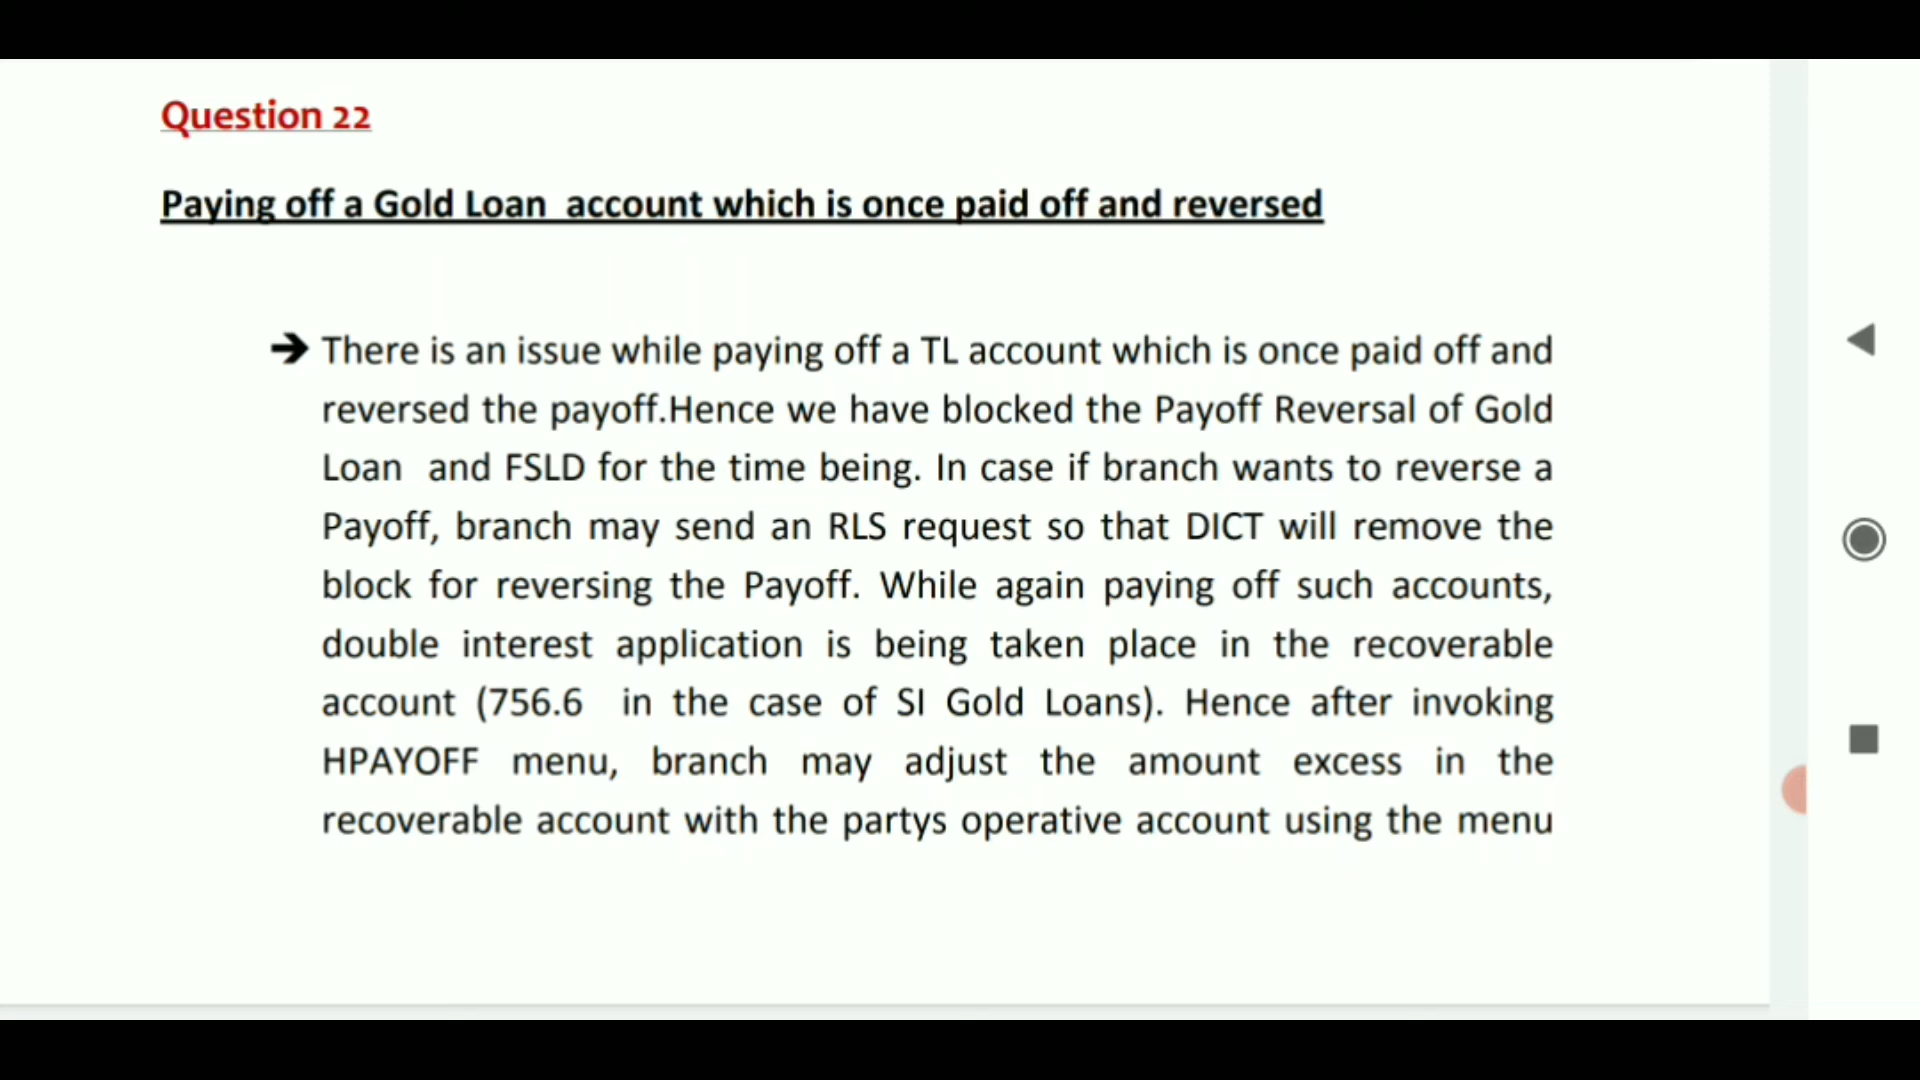 Question 22
Paying off a Gold Loan account which is once paid off and reversed
➔ There is an issue while paying off a TL account which is once paid off and
reversed the payoff.Hence we have blocked the Payoff Reversal of Gold
Loan and FSLD for the time being. In case if branch wants to reverse a
Payoff, branch may send an RLS request so that DICT will remove the
block for reversing the Payoff. While again paying off such accounts,
double interest application is being taken place in the recoverable
account (756.6 in the case of SI Gold Loans). Hence after invoking
HPAYOFF menu, branch may adjust the amount excess in the
recoverable account with the partys operative account using the menu